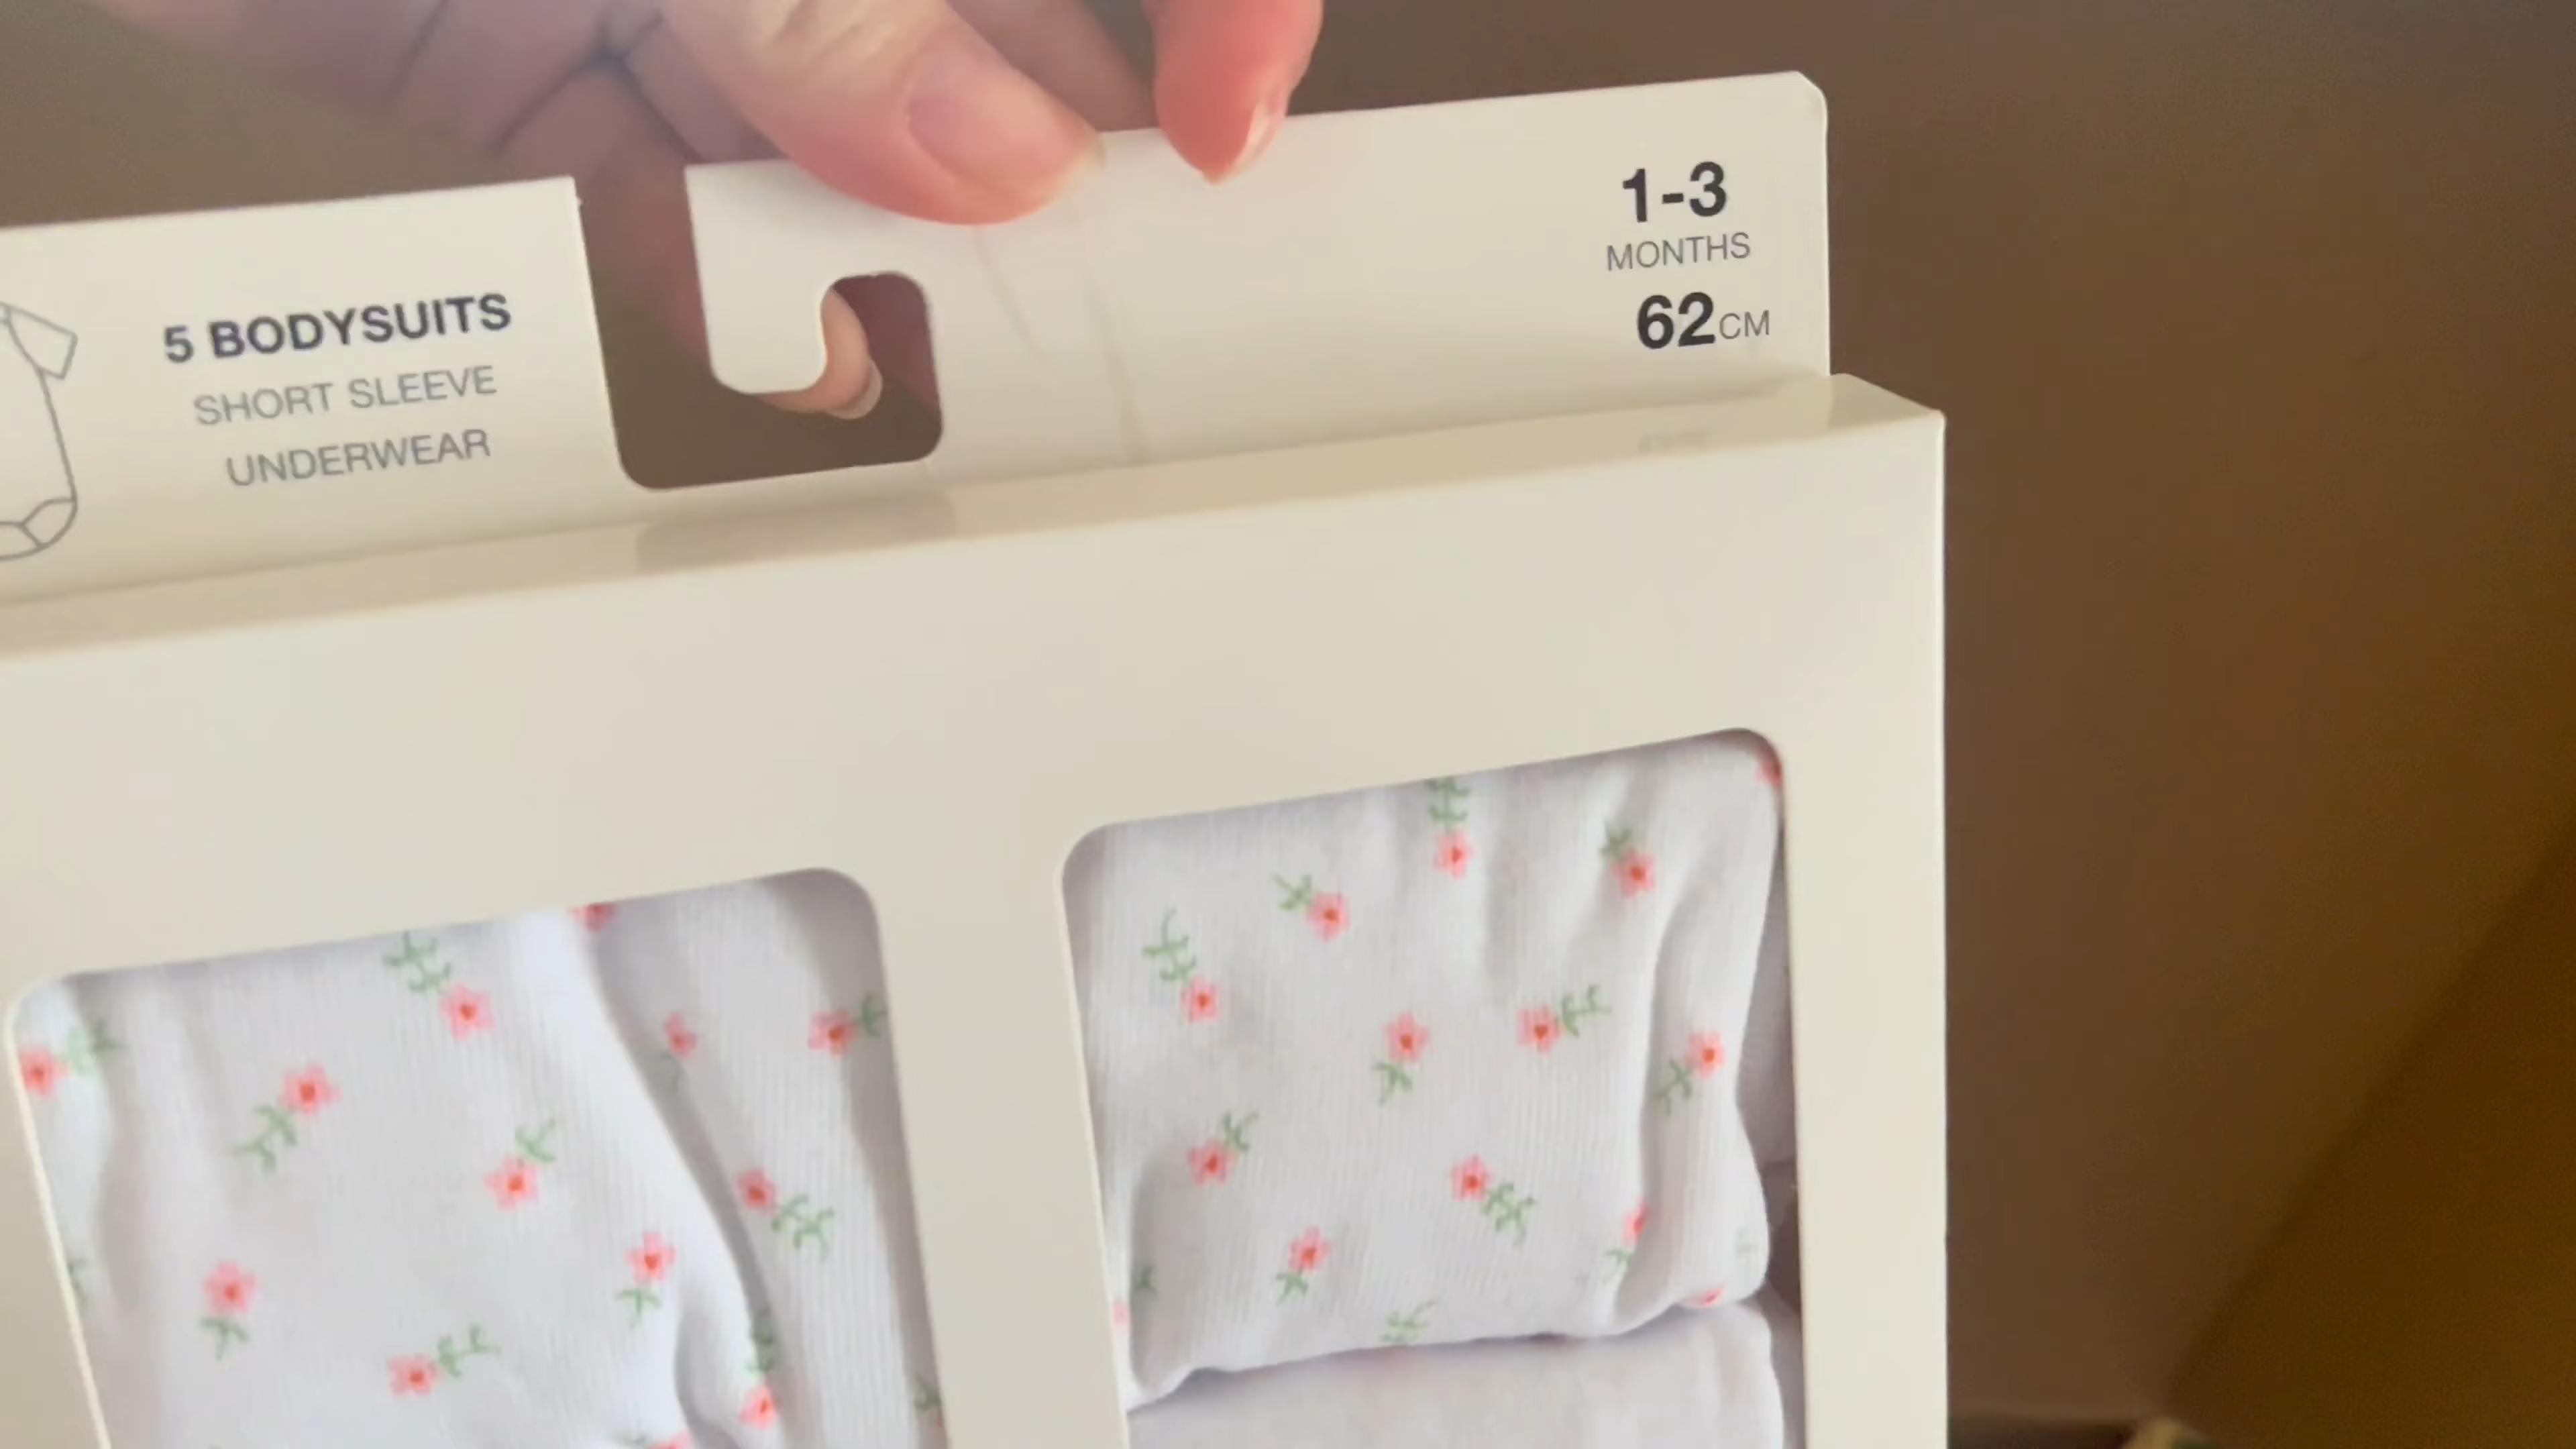 5 BODYSUITS
SHORT SLEEVE
UNDERWEAR
1-3
MONTHS
62CM